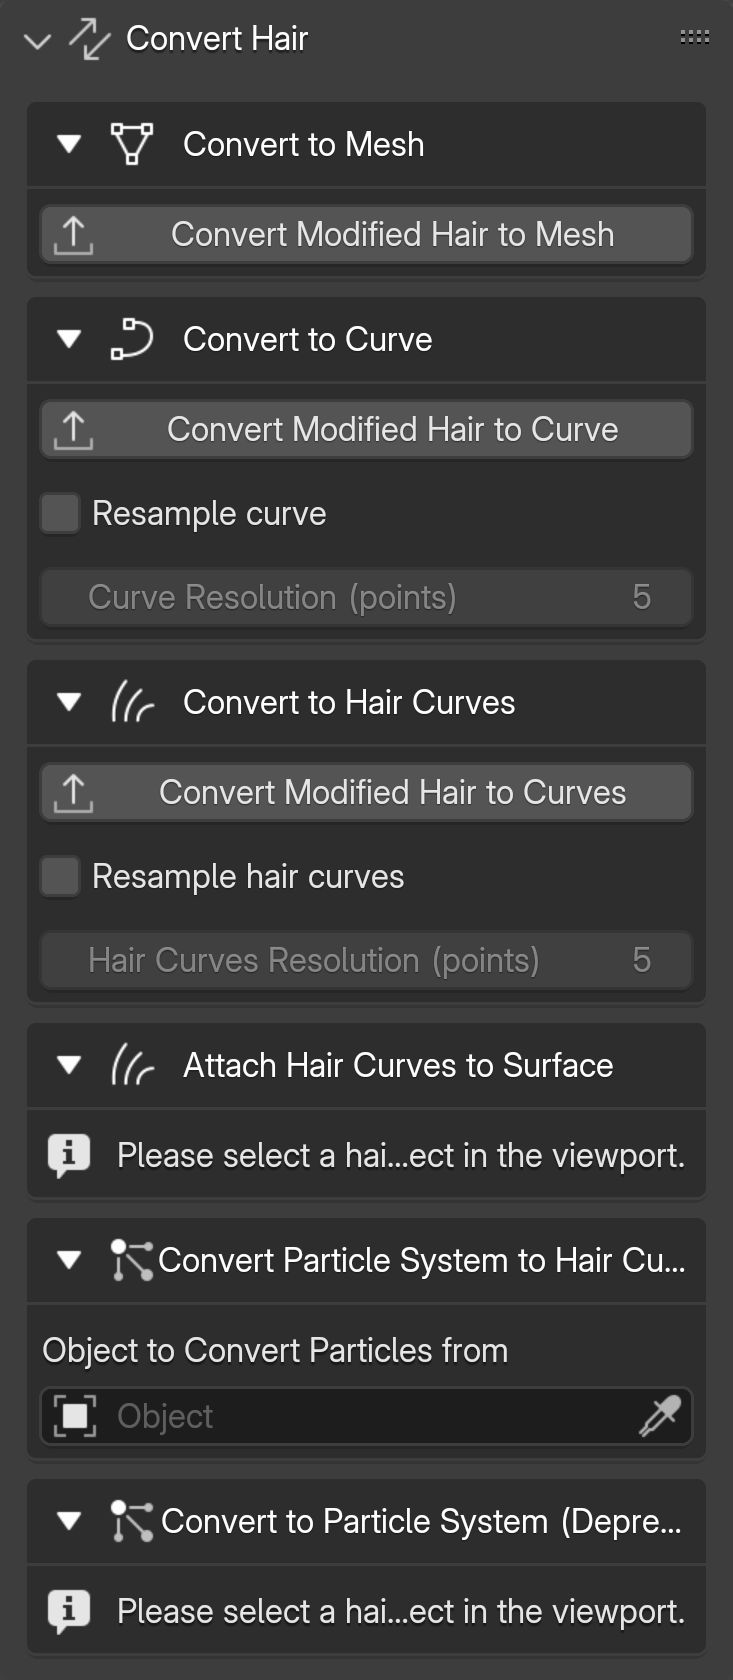 Convert Hair
Convert to Mesh
Convert Modified Hair to Mesh
Convert to Curve
Convert Modified Hair to Curve
Resample curve
Curve Resolution (points) 5
Convert to Hair Curves
Convert Modified Hair to Curves
Resample hair curves
Hair Curves Resolution (points) 5
Attach Hair Curves to Surface
Please select a hai...ect in the viewport.
Convert Particle System to Hair Cu...
Object to Convert Particles from
Object
Convert to Particle System (Depre...
Please select a hai...ect in the viewport.